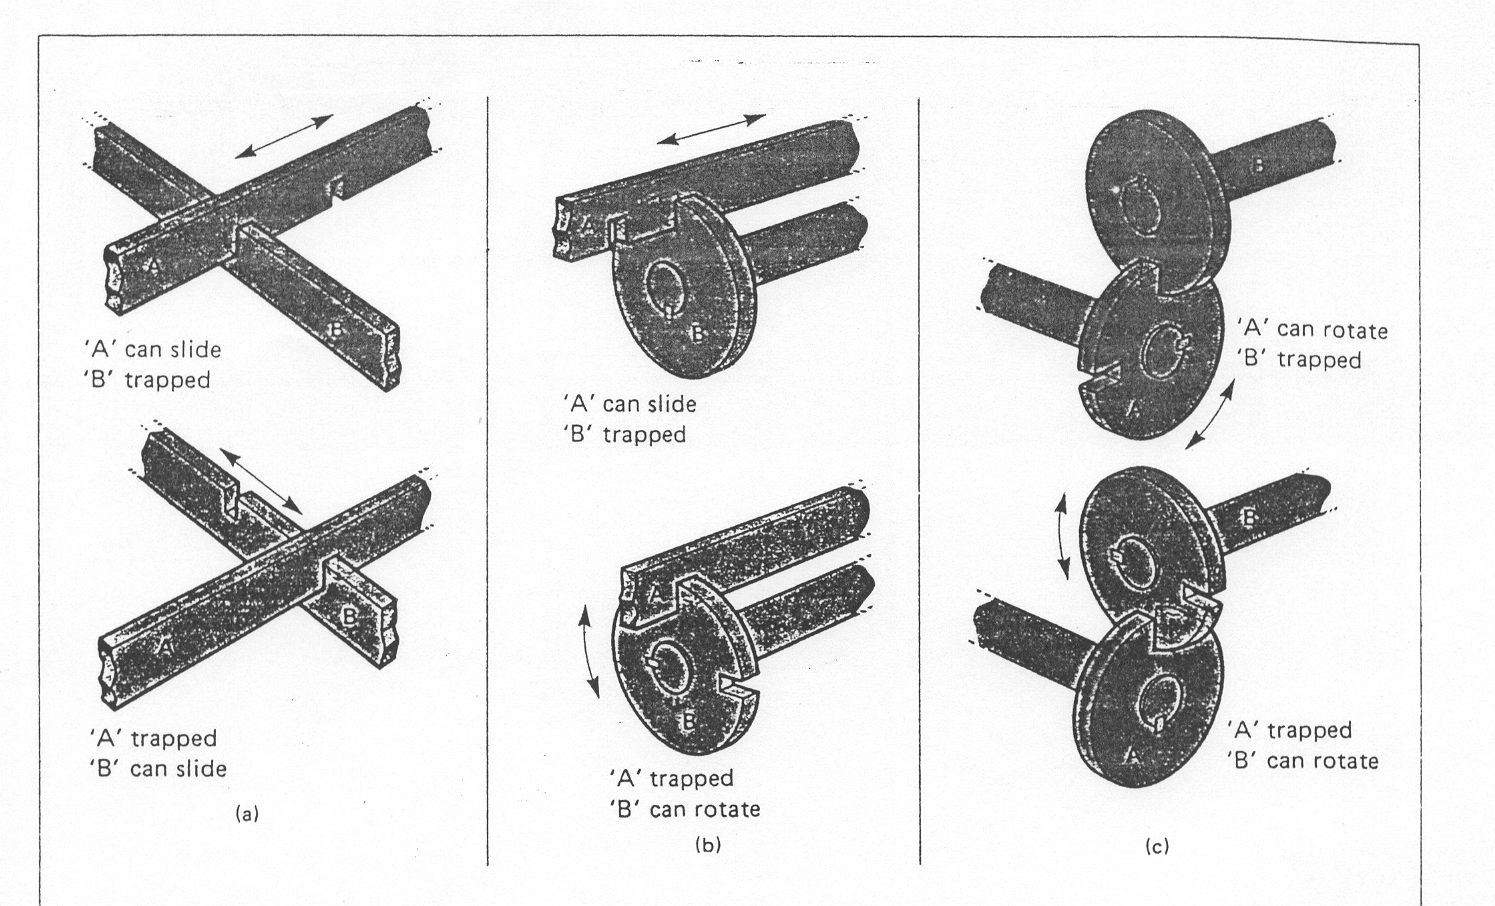 A
B
'A' can slide
'B' trapped
A
B
'A' trapped
'B' can slide
(a)
A
B
'A' can slide
'B' trapped
A
B
'A' trapped
'B' can rotate
(b)
B
'A' can rotate
'B' trapped
A
B
'A' trapped
'B' can rotate
A
(c)